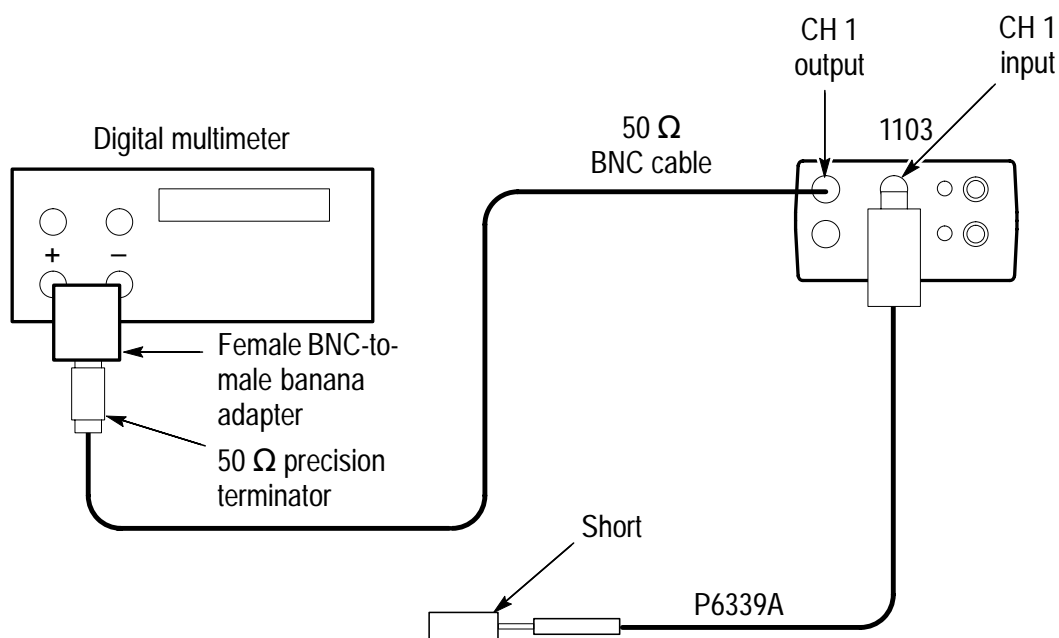 CH 1
output
CH 1
input
Digital multimeter
50 Ω
BNC cable
1103
+ −
Female BNC-to-
male banana
adapter
50 Ω precision
terminator
Short
P6339A